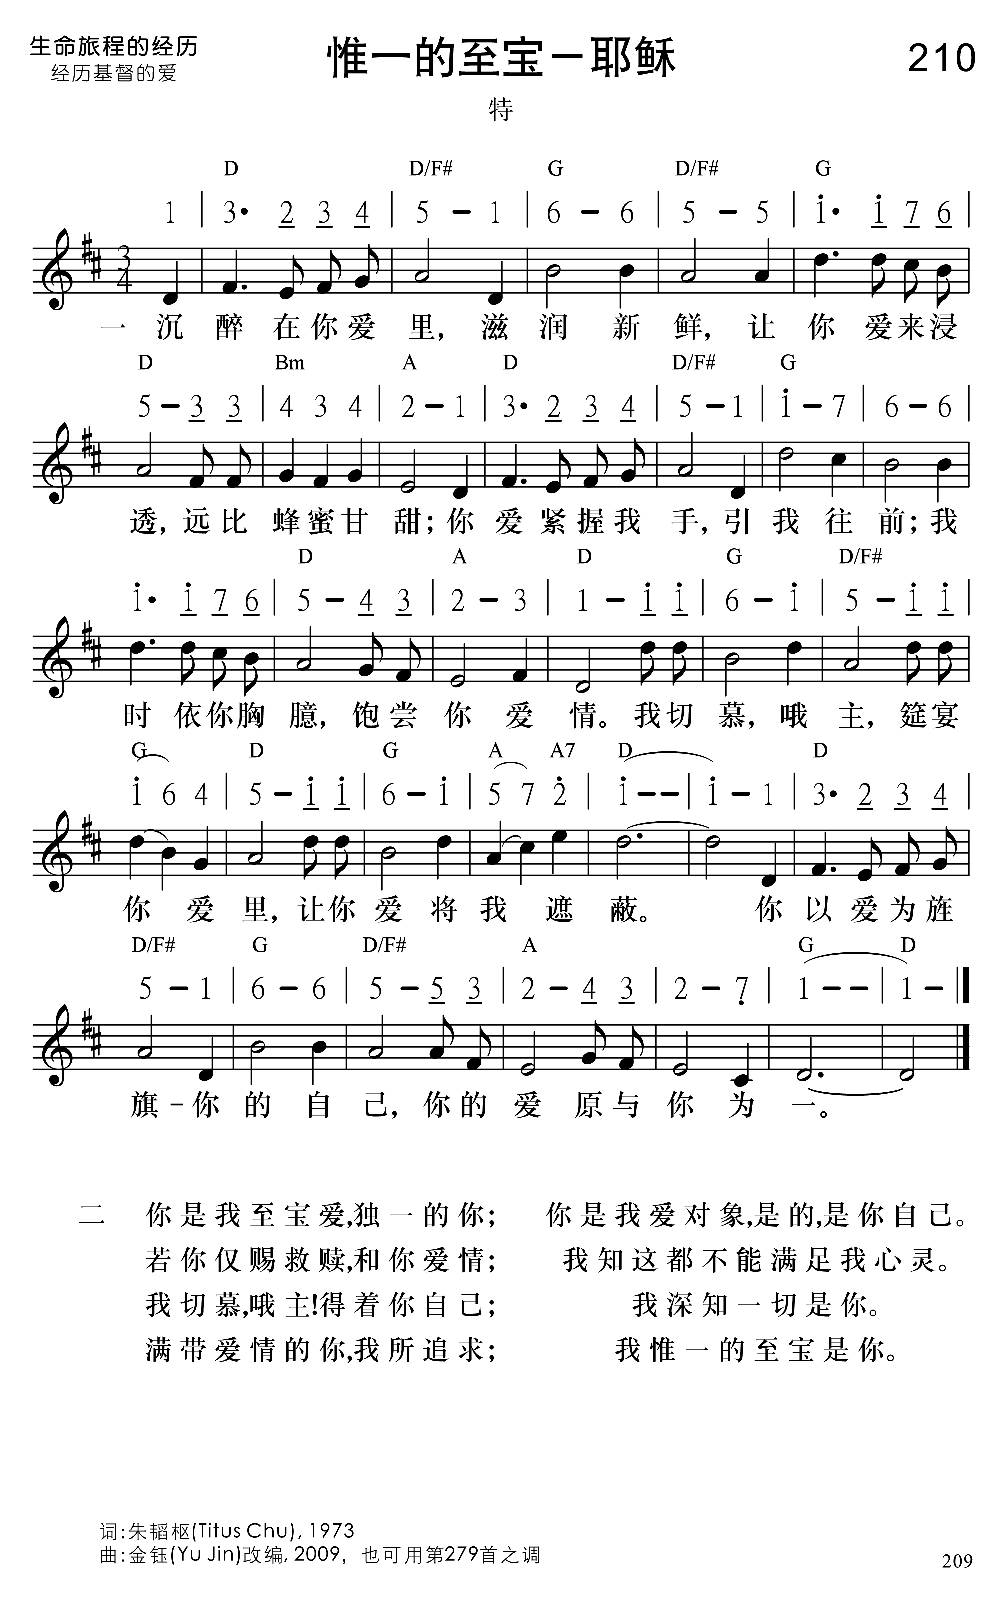 生命旅程的经历
经历基督的爱
惟一的至宝－耶稣
210
特
D D/F# G D/F# G
1 | 3· 2 3 4 | 5 – 1 | 6 – 6 | 5 – 5 | i· i 7 6 |
3/4
一 沉 醉 在 你 爱 里, 滋 润 新 鲜, 让 你 爱 来 浸
D Bm A D D/F# G
5 – 3 3 | 4 3 4 | 2 – 1 | 3· 2 3 4 | 5 – 1 | i – 7 | 6 – 6 |
透, 远 比 蜂 蜜 甘 甜; 你 爱 紧 握 我 手, 引 我 往 前; 我
D A D G D/F#
i· i 7 6 | 5 – 4 3 | 2 – 3 | 1 – i i | 6 – i | 5 – i i |
时 依 你 胸 臆, 饱 尝 你 爱 情。我 切 慕, 哦 主, 筵 宴
G D G A A7 D D
i 6 4 | 5 – i i | 6 – i | 5 7 2̇ | i – – | i – 1 | 3· 2 3 4 |
你 爱 里, 让 你 爱 将 我 遮 蔽。 你 以 爱 为 旌
D/F# G D/F# A G D
5 – 1 | 6 – 6 | 5 – 5 3 | 2 – 4 3 | 2 – 7̣ | 1 – – | 1 – ‖
旗 – 你 的 自 己, 你 的 爱 原 与 你 为 一。
二 你是我至宝爱,独一的你; 你是我爱对象,是的,是你自己。
若你仅赐救赎,和你爱情; 我知这都不能满足我心灵。
我切慕,哦主!得着你自己; 我深知一切是你。
满带爱情的你,我所追求; 我惟一的至宝是你。
词:朱韬枢(Titus Chu), 1973
曲:金钰(Yu Jin)改编, 2009，也可用第279首之调
209